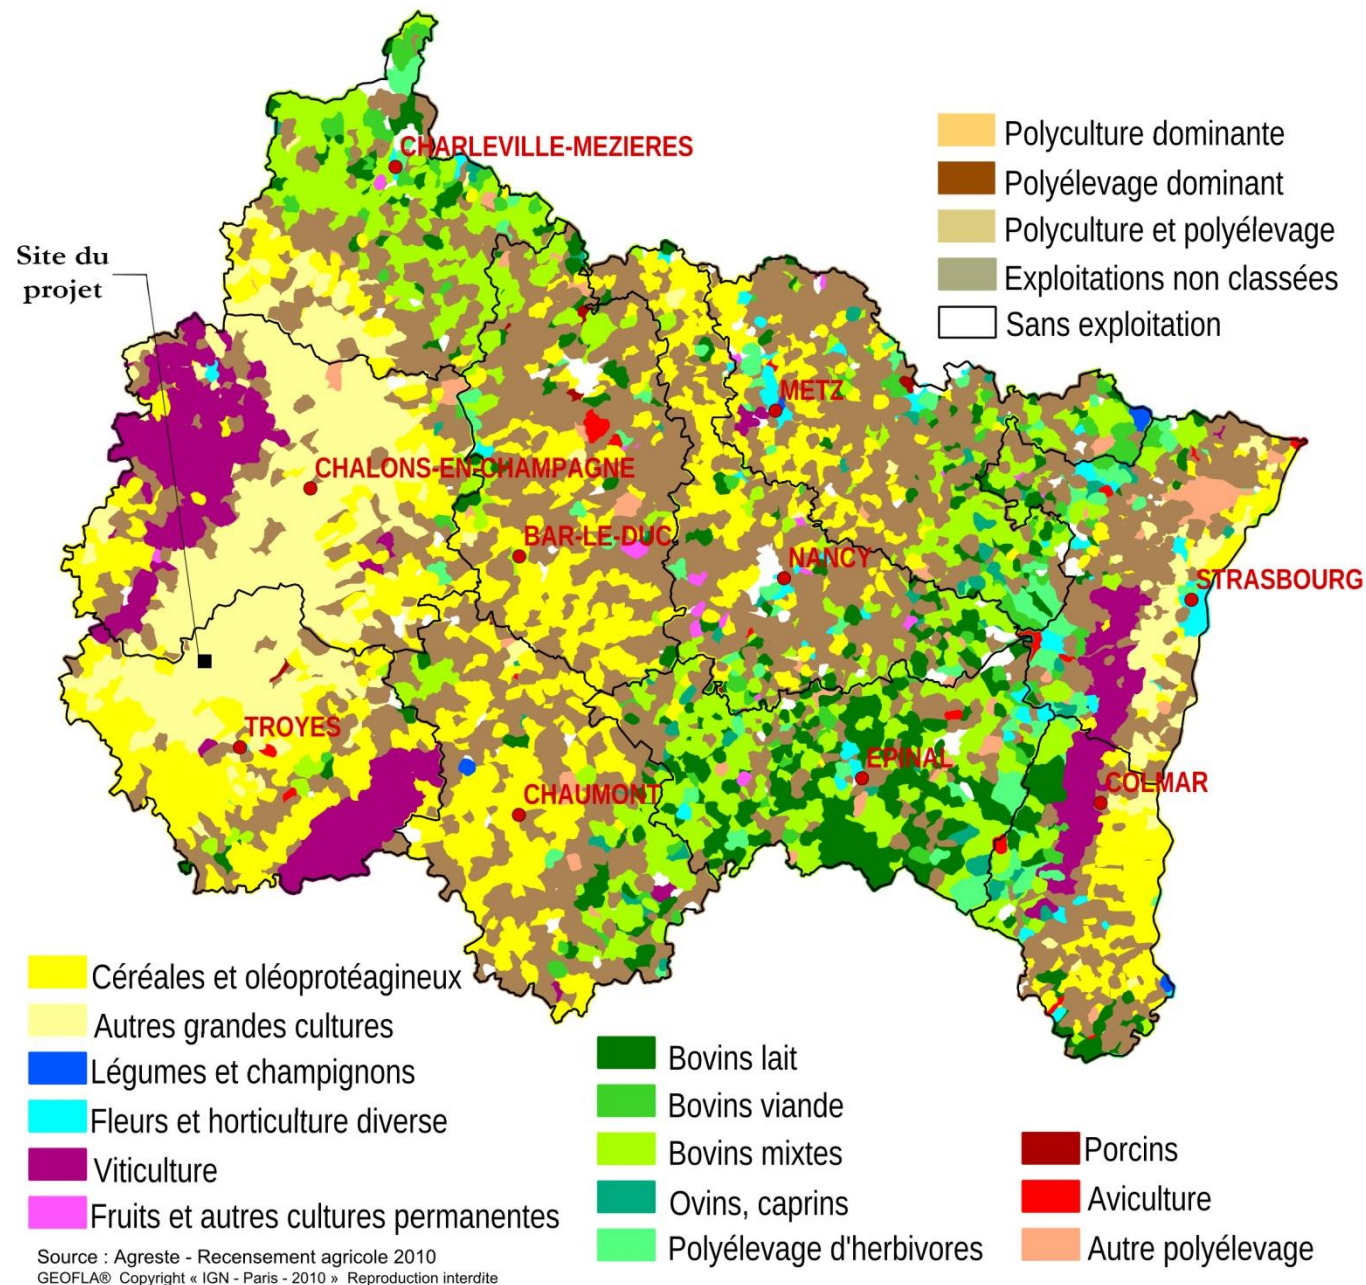 CHARLEVILLE-MEZIERES
Polyculture dominante
Polyélevage dominant
Polyculture et polyélevage
Exploitations non classées
Sans exploitation
Site du
projet
METZ
CHALONS-EN-CHAMPAGNE
BAR-LE-DUC
NANCY
STRASBOURG
TROYES
EPINAL
CHAUMONT
COLMAR
Céréales et oléoprotéagineux
Autres grandes cultures
Légumes et champignons
Fleurs et horticulture diverse
Viticulture
Fruits et autres cultures permanentes
Bovins lait
Bovins viande
Bovins mixtes
Ovins, caprins
Polyélevage d'herbivores
Porcins
Aviculture
Autre polyélevage
Source : Agreste - Recensement agricole 2010
GEOFLA® Copyright « IGN - Paris - 2010 » Reproduction interdite